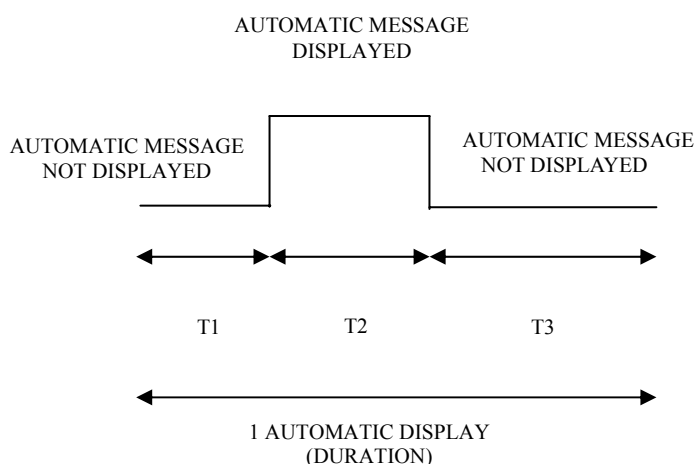 AUTOMATIC MESSAGE
DISPLAYED
AUTOMATIC MESSAGE
NOT DISPLAYED
AUTOMATIC MESSAGE
NOT DISPLAYED
T1
T2
T3
1 AUTOMATIC DISPLAY
(DURATION)